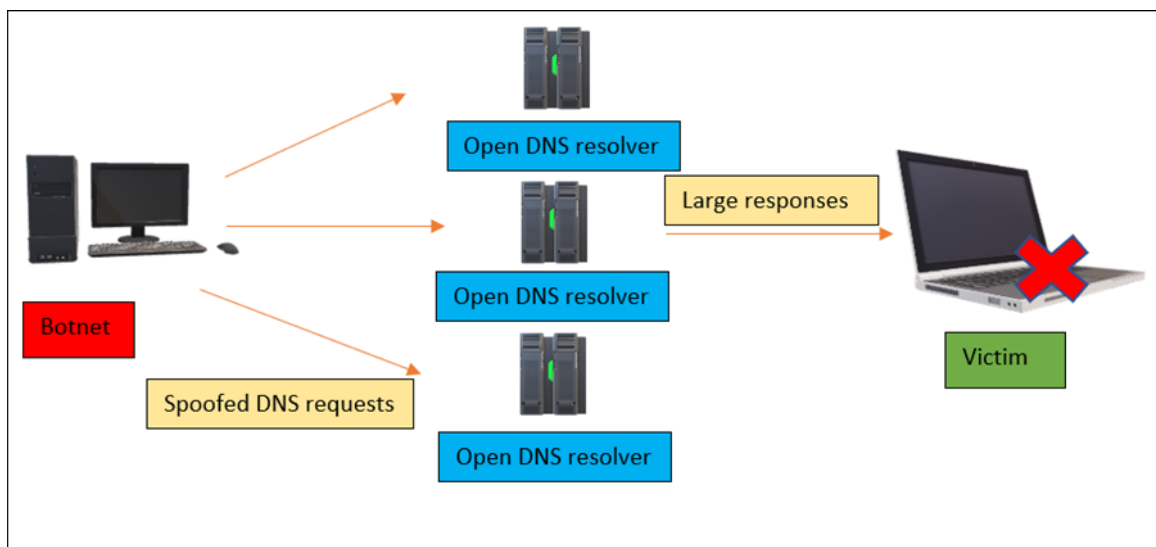 Open DNS resolver
Large responses
Open DNS resolver
Botnet
Victim
Spoofed DNS requests
Open DNS resolver